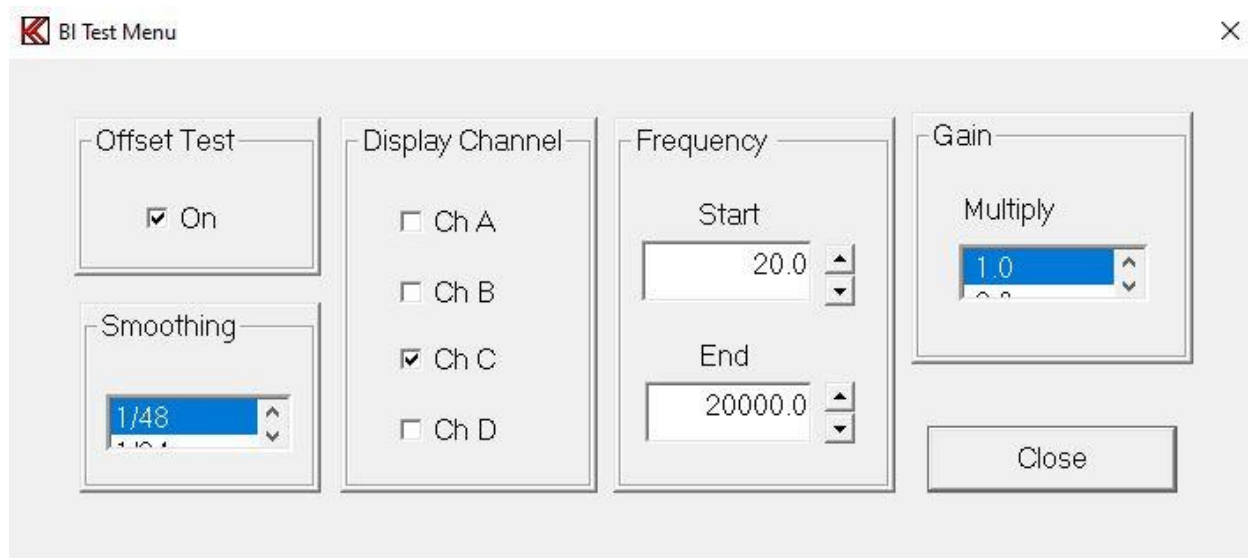 BI Test Menu
Offset Test
On
Smoothing
1/48
Display Channel
Ch A
Ch B
Ch C
Ch D
Frequency
Start
20.0
End
20000.0
Gain
Multiply
1.0
Close